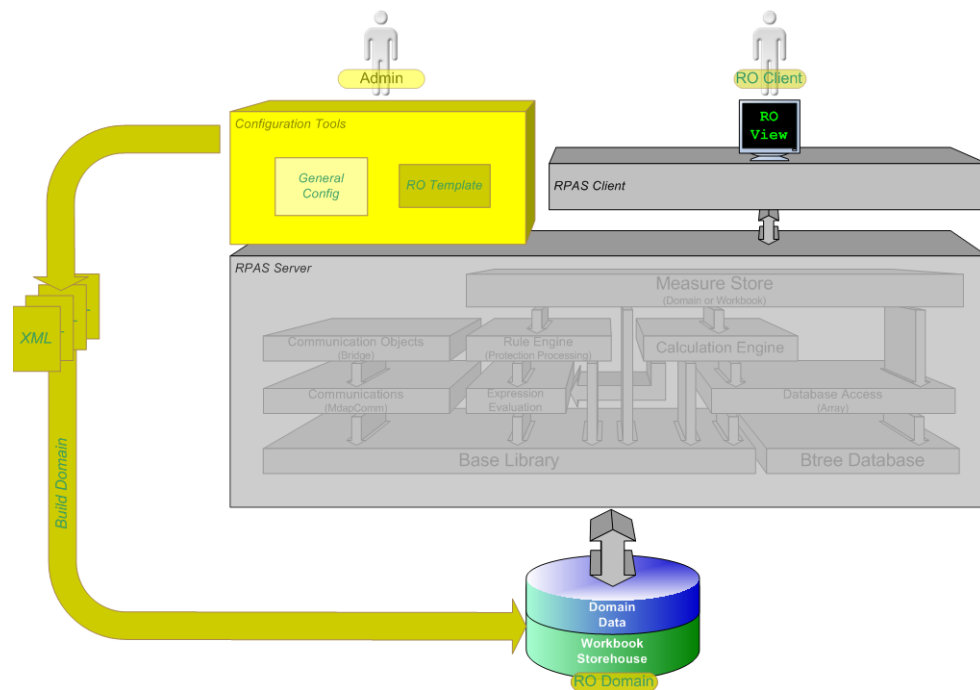 Admin
RO Client
RO
View
Configuration Tools
General
Config
RO Template
RPAS Client
RPAS Server
Measure Store
(Domain or Workbook)
Communication Objects
(Bridge)
Rule Engine
(Protection Processing)
Calculation Engine
Communications
(MdapComm)
Expression
Evaluation
Database Access
(Array)
Base Library
Btree Database
XML
Build Domain
Domain
Data
Workbook
Storehouse
RO Domain